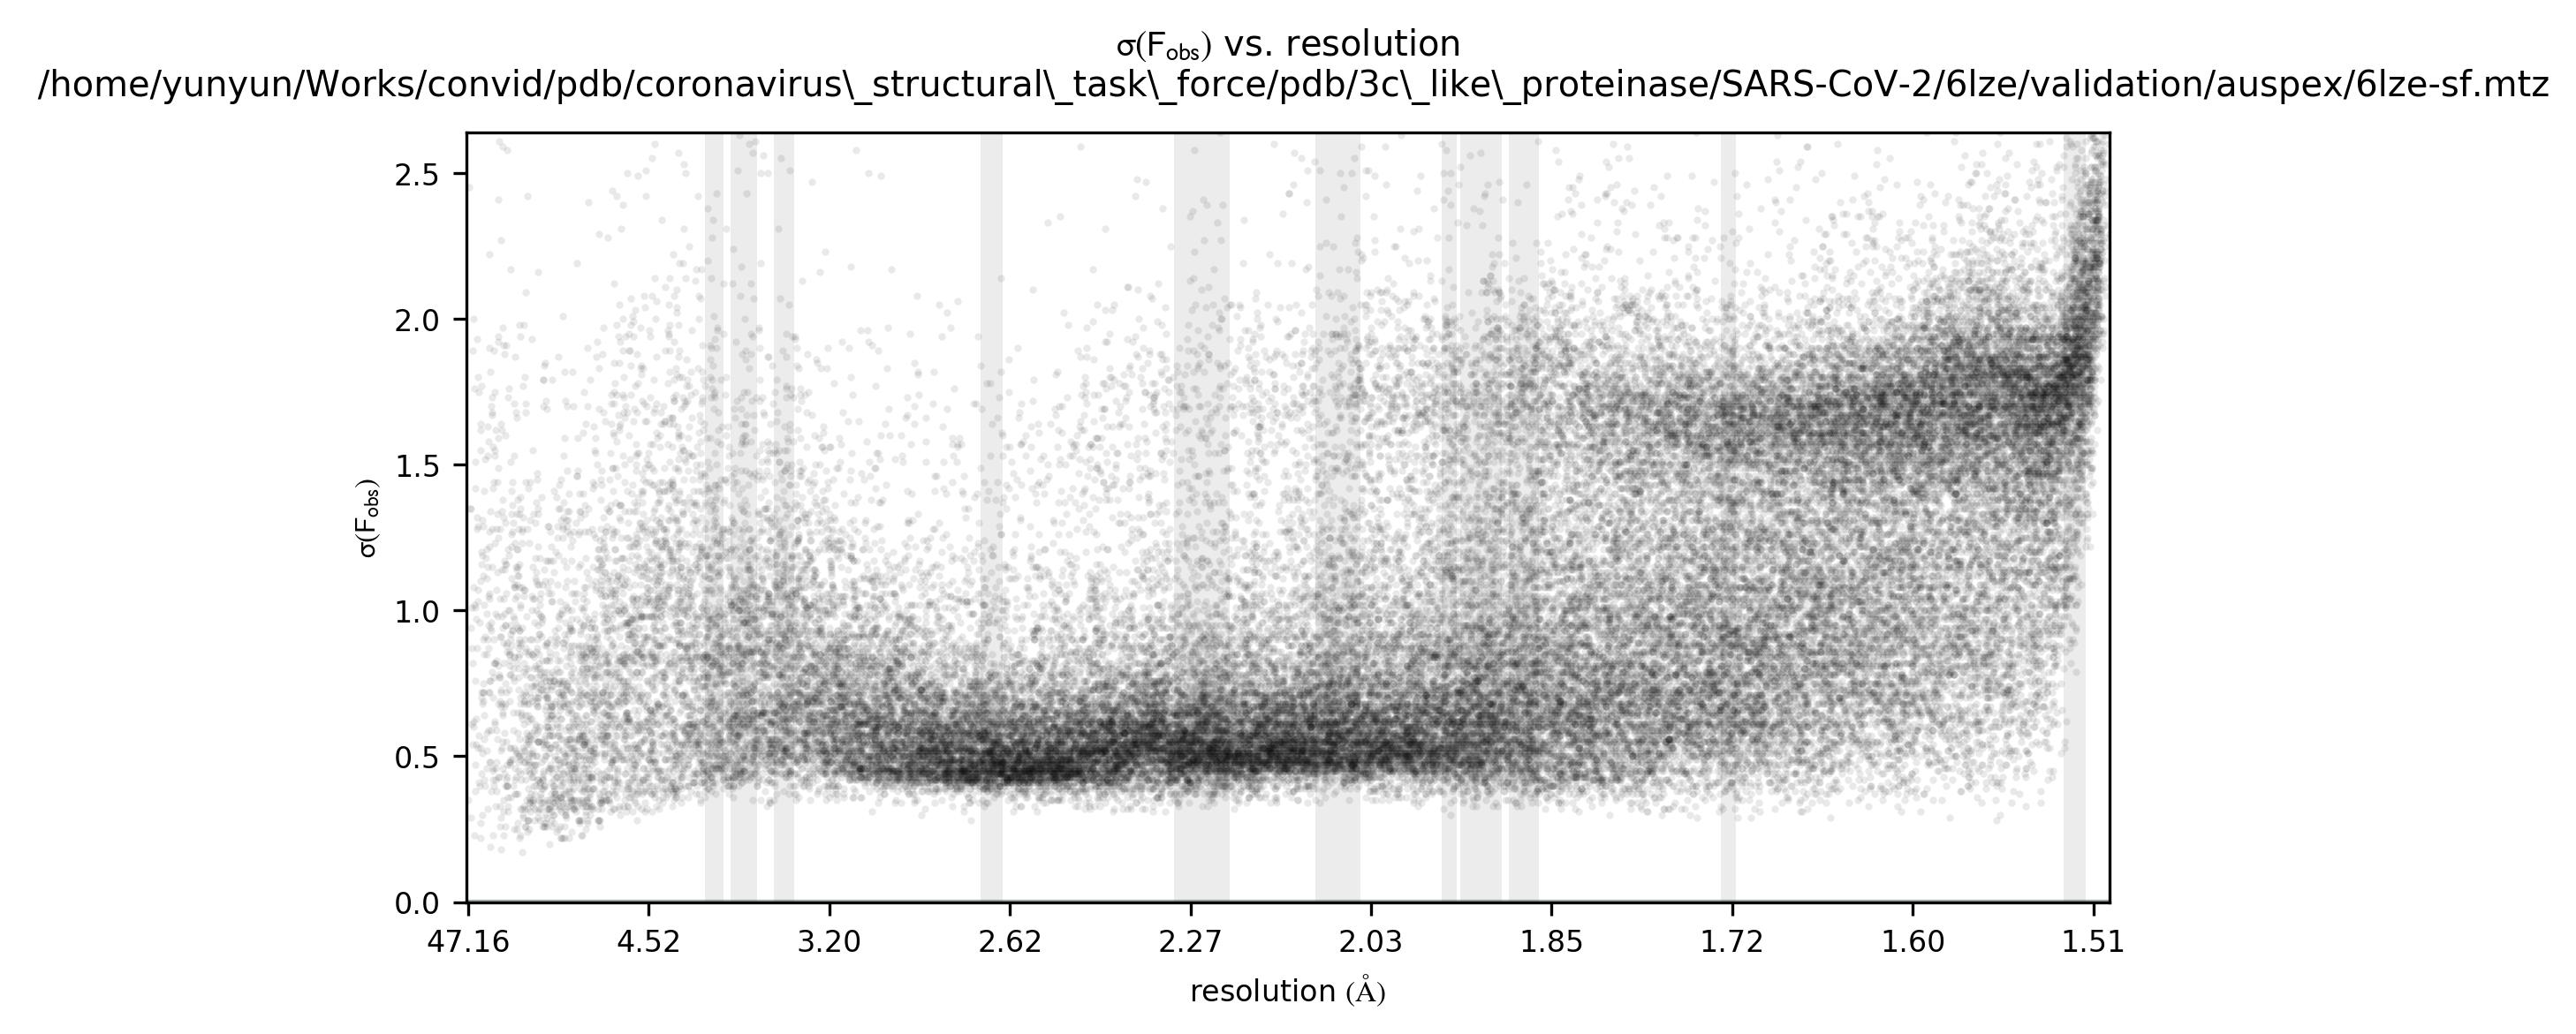 σ(Fobs) vs. resolution
/home/yunyun/Works/convid/pdb/coronavirus\_structural\_task\_force/pdb/3c\_like\_proteinase/SARS-CoV-2/6lze/validation/auspex/6lze-sf.mtz
2.5
2.0
1.5
σ(Fobs)
1.0
0.5
0.0
47.16 4.52 3.20 2.62 2.27 2.03 1.85 1.72 1.60 1.51
resolution (Å)